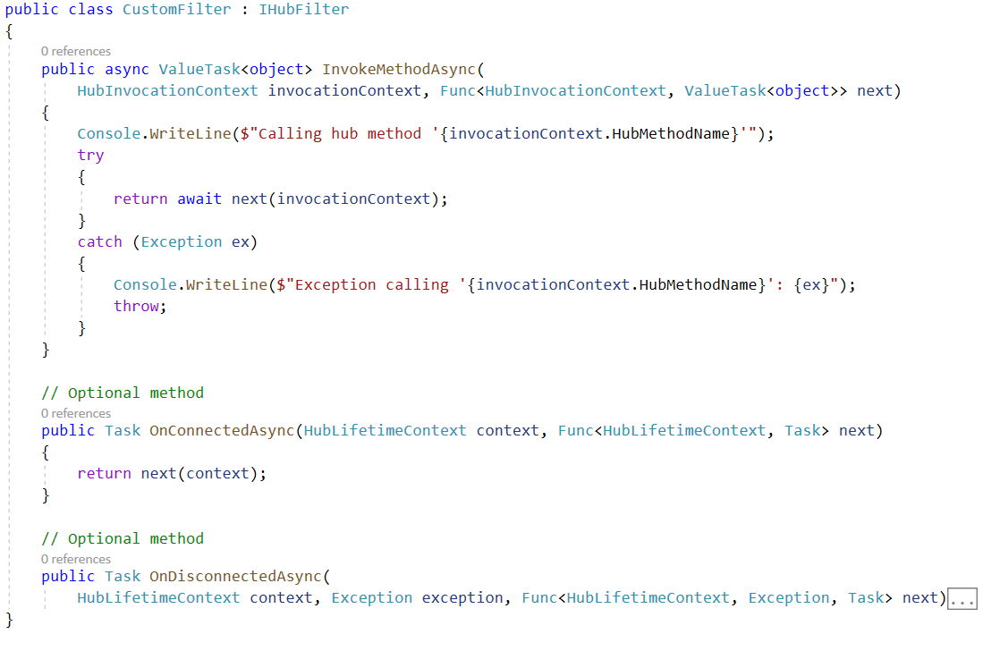 public class CustomFilter : IHubFilter
{
0 references
public async ValueTask<object> InvokeMethodAsync(
HubInvocationContext invocationContext, Func<HubInvocationContext, ValueTask<object>> next)
{
Console.WriteLine($"Calling hub method '{invocationContext.HubMethodName}'");
try
{
return await next(invocationContext);
}
catch (Exception ex)
{
Console.WriteLine($"Exception calling '{invocationContext.HubMethodName}': {ex}");
throw;
}
}
// Optional method
0 references
public Task OnConnectedAsync(HubLifetimeContext context, Func<HubLifetimeContext, Task> next)
{
return next(context);
}
// Optional method
0 references
public Task OnDisconnectedAsync(
HubLifetimeContext context, Exception exception, Func<HubLifetimeContext, Exception, Task> next)...
}